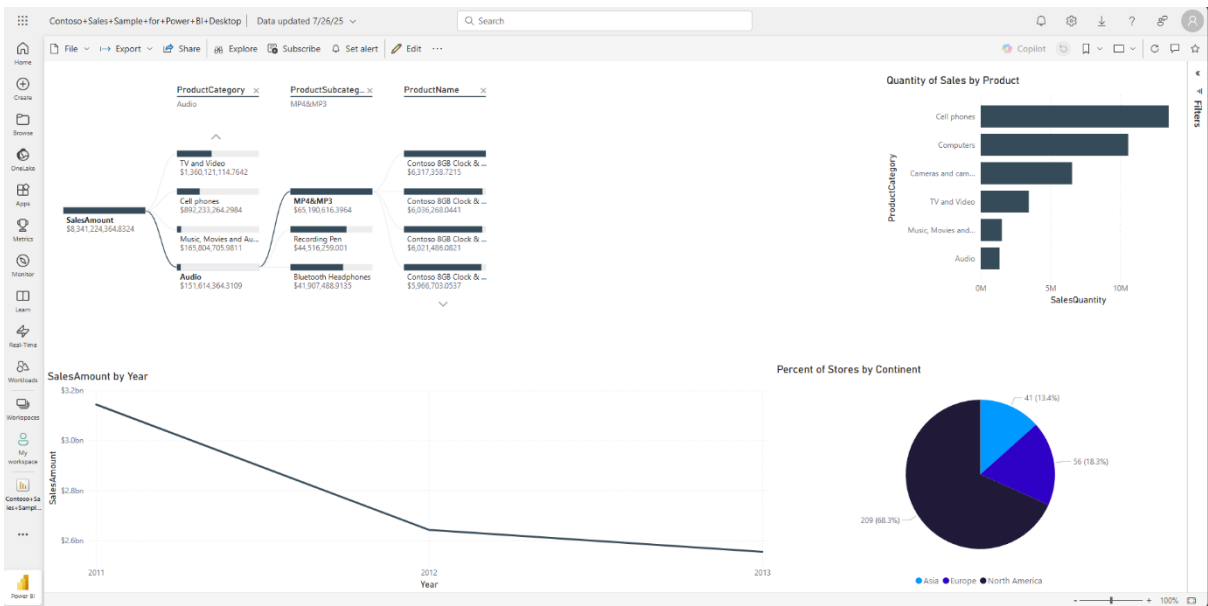 Contoso+Sales+Sample+for+Power+BI+Desktop | Data updated 7/26/25
Search
File Export Share Explore Subscribe Set alert Edit ...
Copilot
Home
Create
Browse
OneLake
Apps
Metrics
Monitor
Learn
Real-Time
Workloads
Workspaces
My
workspace
Contoso+Sa
les+Sampl...
...
Power BI
Filters
ProductCategory
Audio
ProductSubcateg...
MP4&MP3
ProductName
SalesAmount
$8,341,224,364.8324
TV and Video
$1,360,121,114.7642
Cell phones
$892,233,264.2984
Music, Movies and Au...
$165,804,705.9811
Audio
$151,614,364.3109
MP4&MP3
$65,190,616.3964
Recording Pen
$44,516,259.001
Bluetooth Headphones
$41,907,488.9135
Contoso 8GB Clock & ...
$6,317,358.7215
Contoso 8GB Clock & ...
$6,036,268.0441
Contoso 8GB Clock & ...
$6,021,486.0821
Contoso 8GB Clock & ...
$5,966,703.0537
Quantity of Sales by Product
ProductCategory
Cell phones
Computers
Cameras and cam...
TV and Video
Music, Movies and...
Audio
0M 5M 10M
SalesQuantity
SalesAmount by Year
SalesAmount
$3.2bn
$3.0bn
$2.8bn
$2.6bn
2011 2012 2013
Year
Percent of Stores by Continent
41 (13.4%)
56 (18.3%)
209 (68.3%)
Asia Europe North America
- + 100%